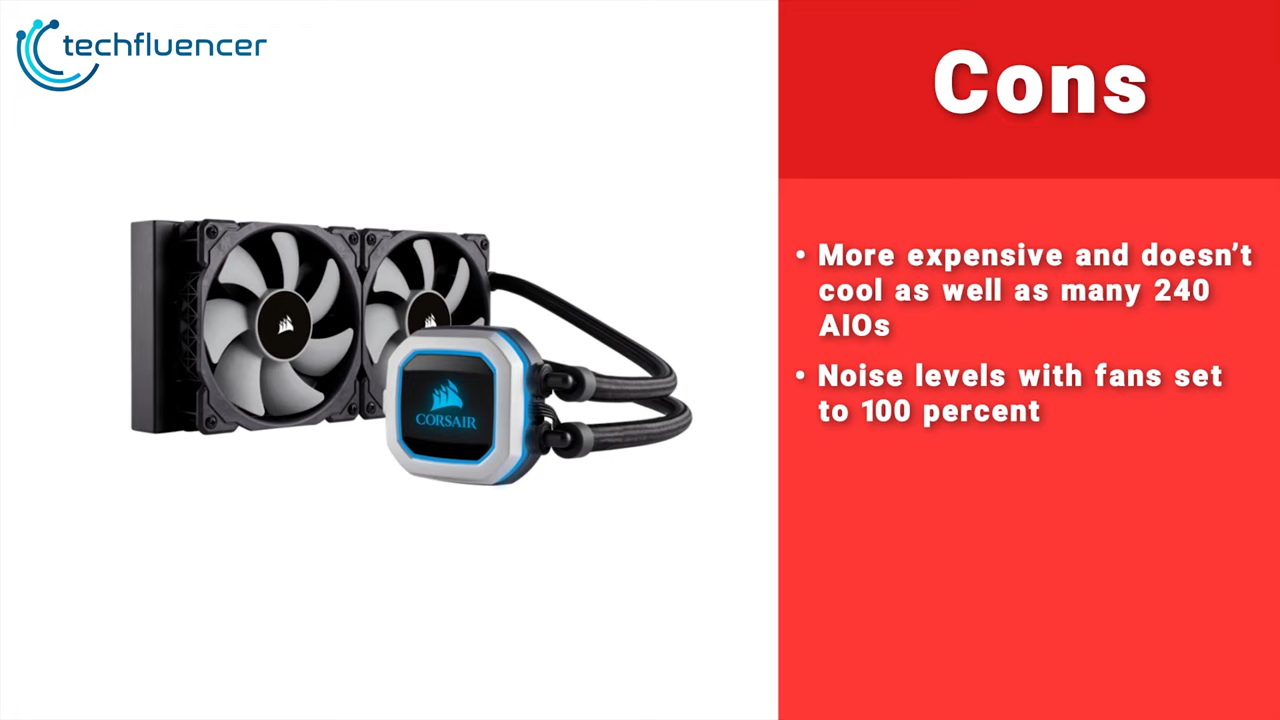 techfluencer
Cons
• More expensive and doesn’t
cool as well as many 240
AIOs
• Noise levels with fans set
to 100 percent
CORSAIR